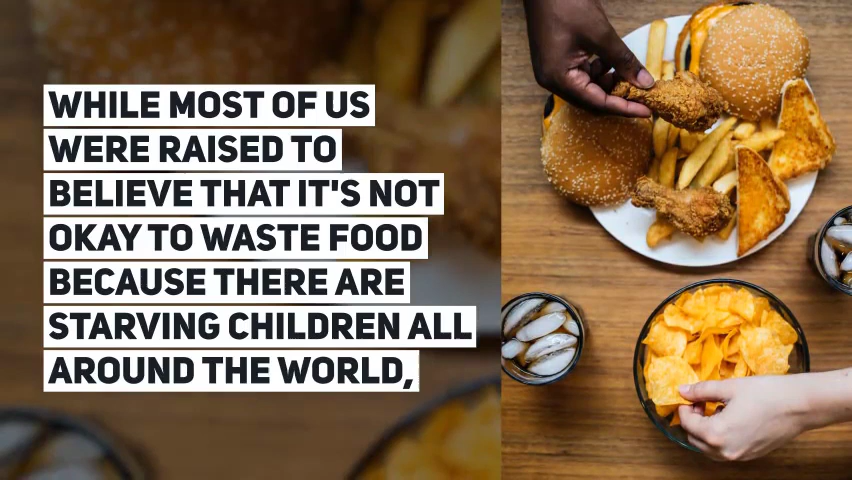 WHILE MOST OF US
WERE RAISED TO
BELIEVE THAT IT'S NOT
OKAY TO WASTE FOOD
BECAUSE THERE ARE
STARVING CHILDREN ALL
AROUND THE WORLD,